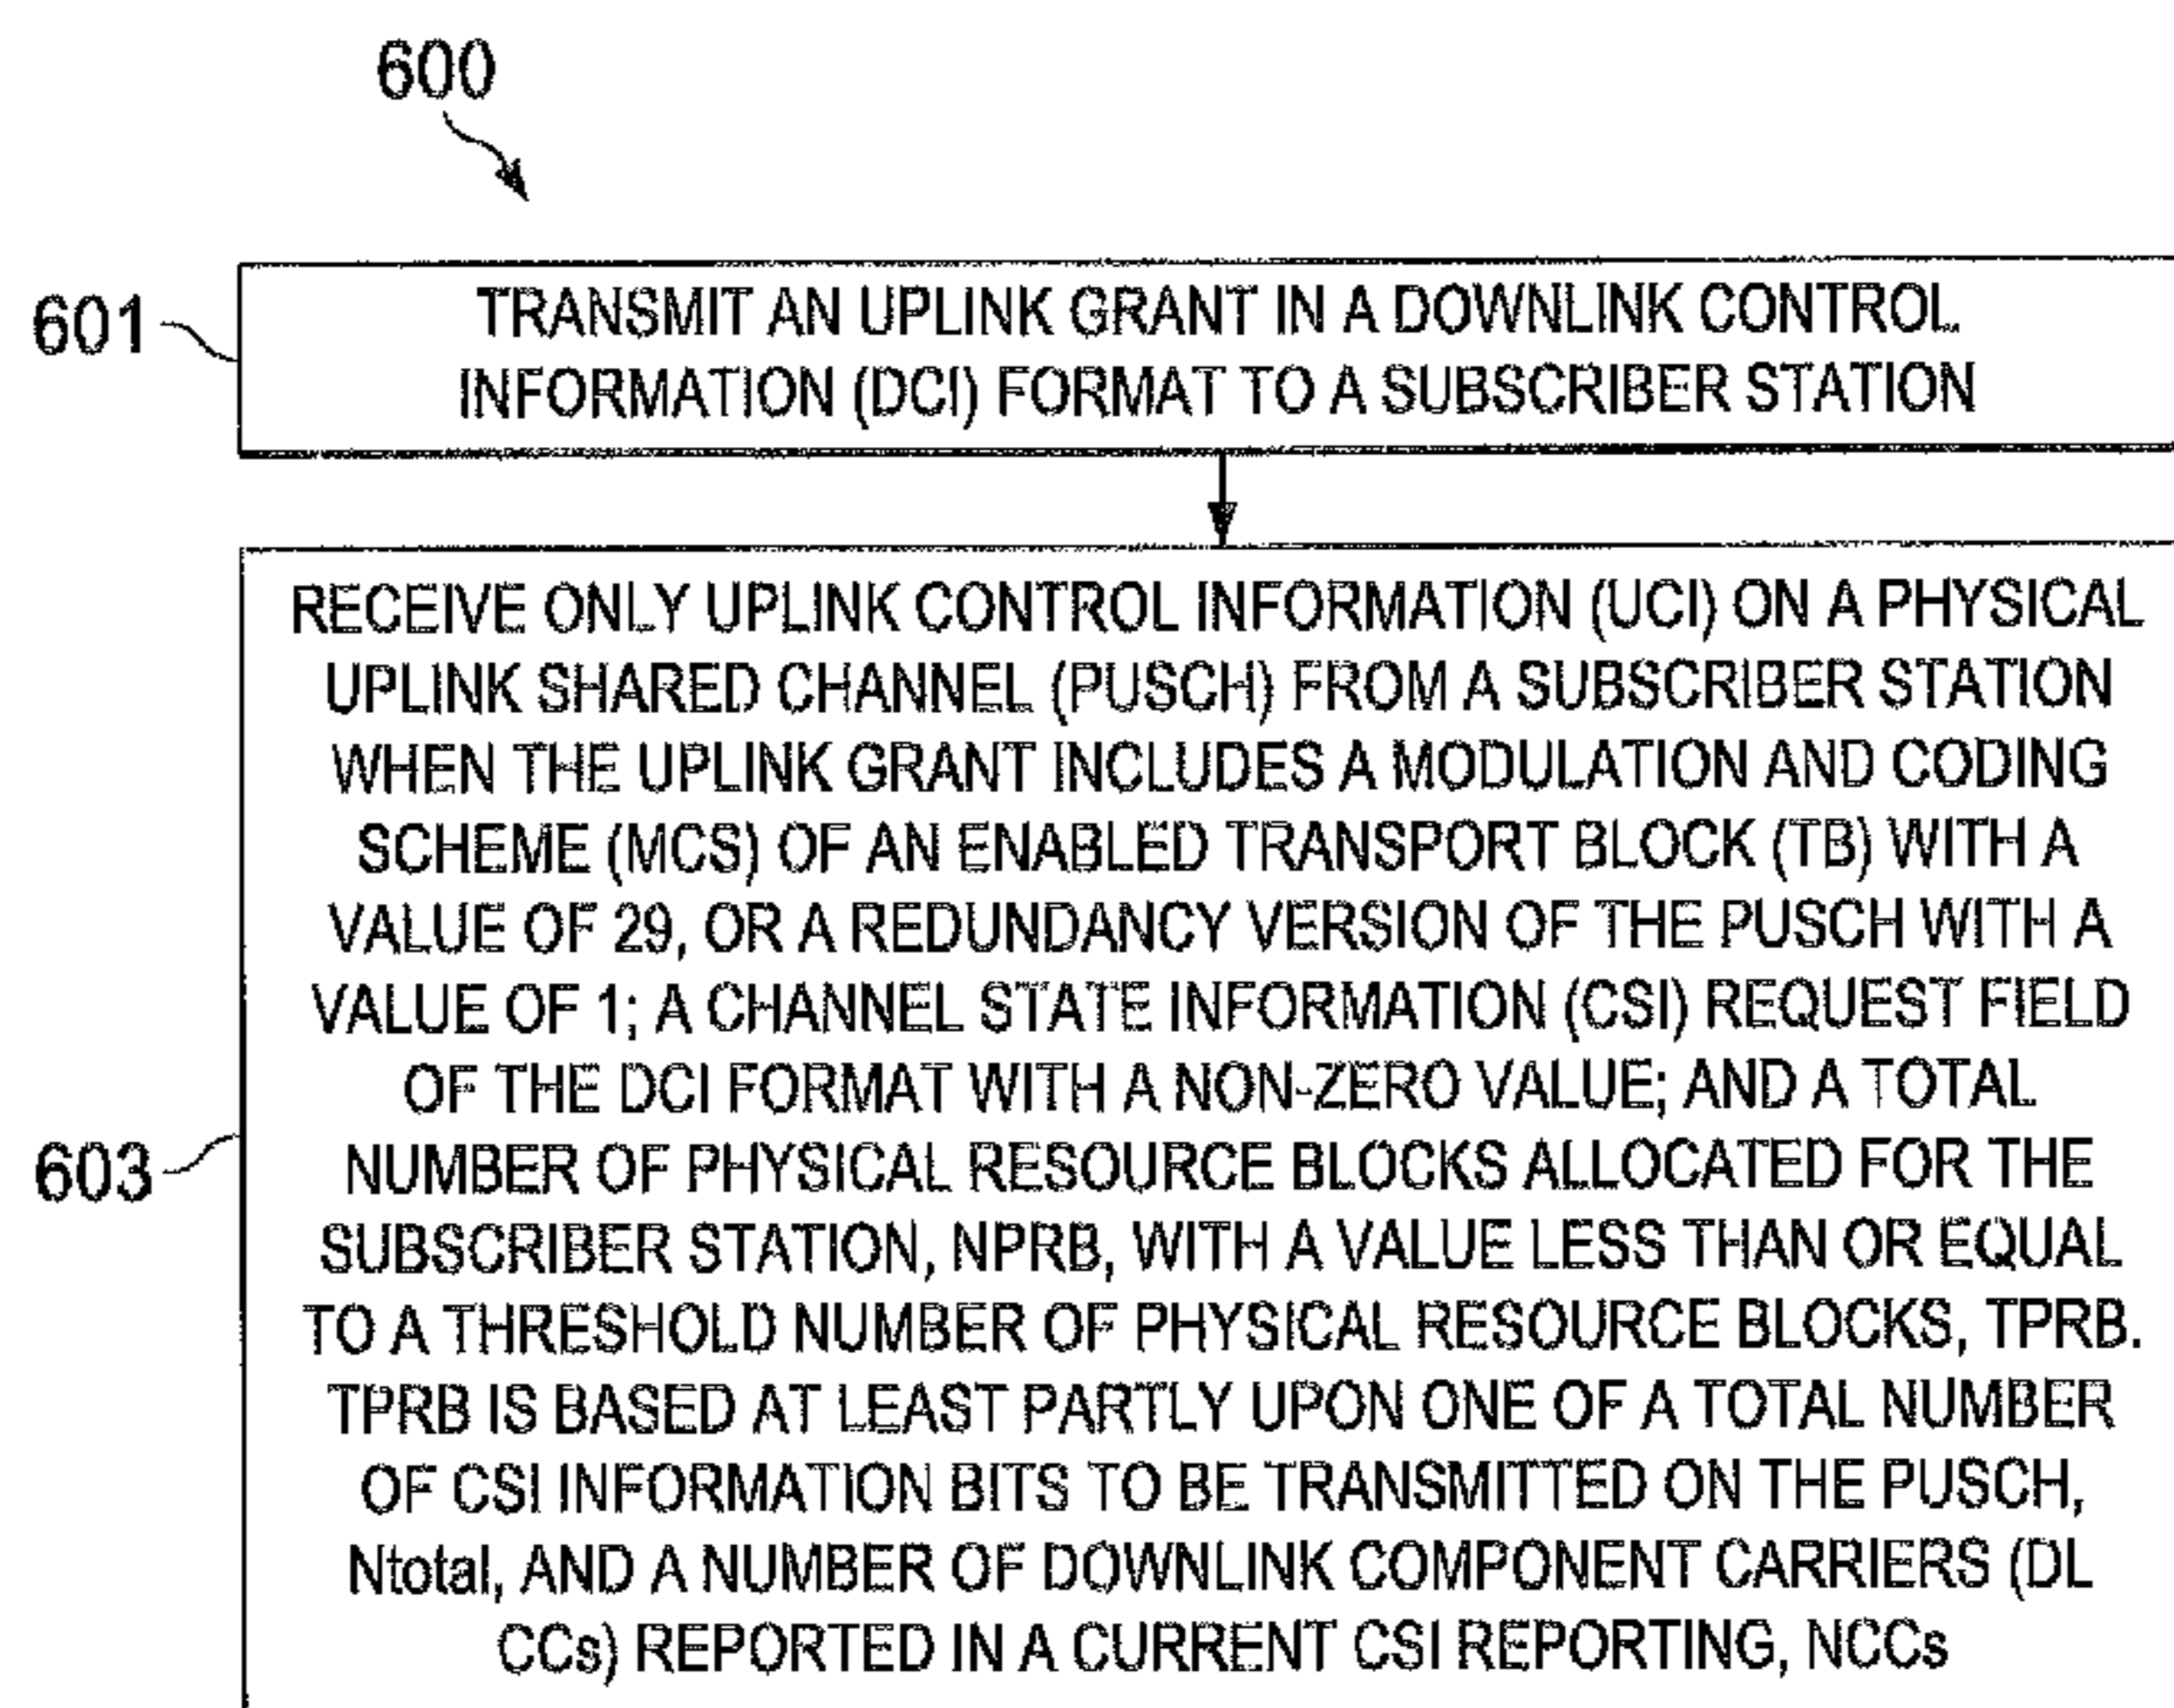 600
601
TRANSMIT AN UPLINK GRANT IN A DOWNLINK CONTROL
INFORMATION (DCI) FORMAT TO A SUBSCRIBER STATION
603
RECEIVE ONLY UPLINK CONTROL INFORMATION (UCI) ON A PHYSICAL
UPLINK SHARED CHANNEL (PUSCH) FROM A SUBSCRIBER STATION
WHEN THE UPLINK GRANT INCLUDES A MODULATION AND CODING
SCHEME (MCS) OF AN ENABLED TRANSPORT BLOCK (TB) WITH A
VALUE OF 29, OR A REDUNDANCY VERSION OF THE PUSCH WITH A
VALUE OF 1; A CHANNEL STATE INFORMATION (CSI) REQUEST FIELD
OF THE DCI FORMAT WITH A NON-ZERO VALUE; AND A TOTAL
NUMBER OF PHYSICAL RESOURCE BLOCKS ALLOCATED FOR THE
SUBSCRIBER STATION, NPRB, WITH A VALUE LESS THAN OR EQUAL
TO A THRESHOLD NUMBER OF PHYSICAL RESOURCE BLOCKS, TPRB.
TPRB IS BASED AT LEAST PARTLY UPON ONE OF A TOTAL NUMBER
OF CSI INFORMATION BITS TO BE TRANSMITTED ON THE PUSCH,
Ntotal, AND A NUMBER OF DOWNLINK COMPONENT CARRIERS (DL
CCs) REPORTED IN A CURRENT CSI REPORTING, NCCs